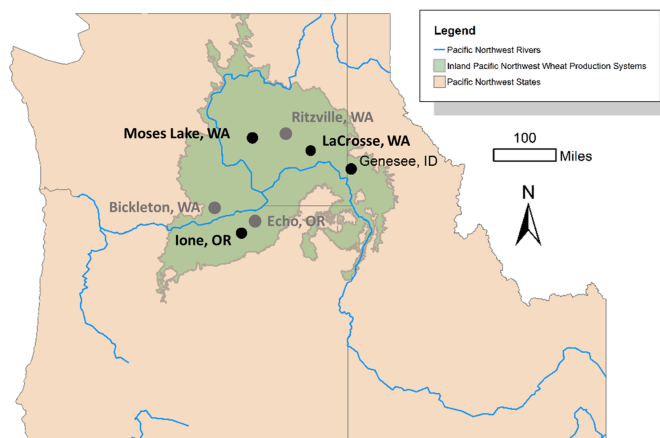 Legend
Pacific Northwest Rivers
Inland Pacific Northwest Wheat Production Systems
Pacific Northwest States
Ritzville, WA
Moses Lake, WA
LaCrosse, WA
Genesee, ID
100
Miles
Bickleton, WA
N
Echo, OR
Ione, OR